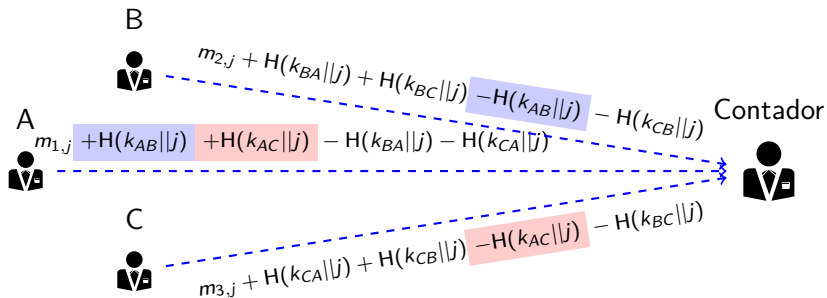 B
m_{2,j} + H(k_{BA}||j) + H(k_{BC}||j) −H(k_{AB}||j) − H(k_{CB}||j)
Contador
A
m_{1,j} +H(k_{AB}||j) +H(k_{AC}||j) − H(k_{BA}||j) − H(k_{CA}||j)
C
m_{3,j} + H(k_{CA}||j) + H(k_{CB}||j) −H(k_{AC}||j) − H(k_{BC}||j)